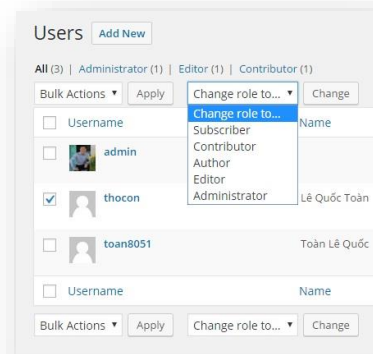 Users Add New
All (3) | Administrator (1) | Editor (1) | Contributor (1)
Bulk Actions Apply Change role to... Change
Change role to...
Subscriber
Contributor
Author
Editor
Administrator
Username Name
admin
thocon Lê Quốc Toàn
toan8051 Toàn Lê Quốc
Username Name
Bulk Actions Apply Change role to... Change